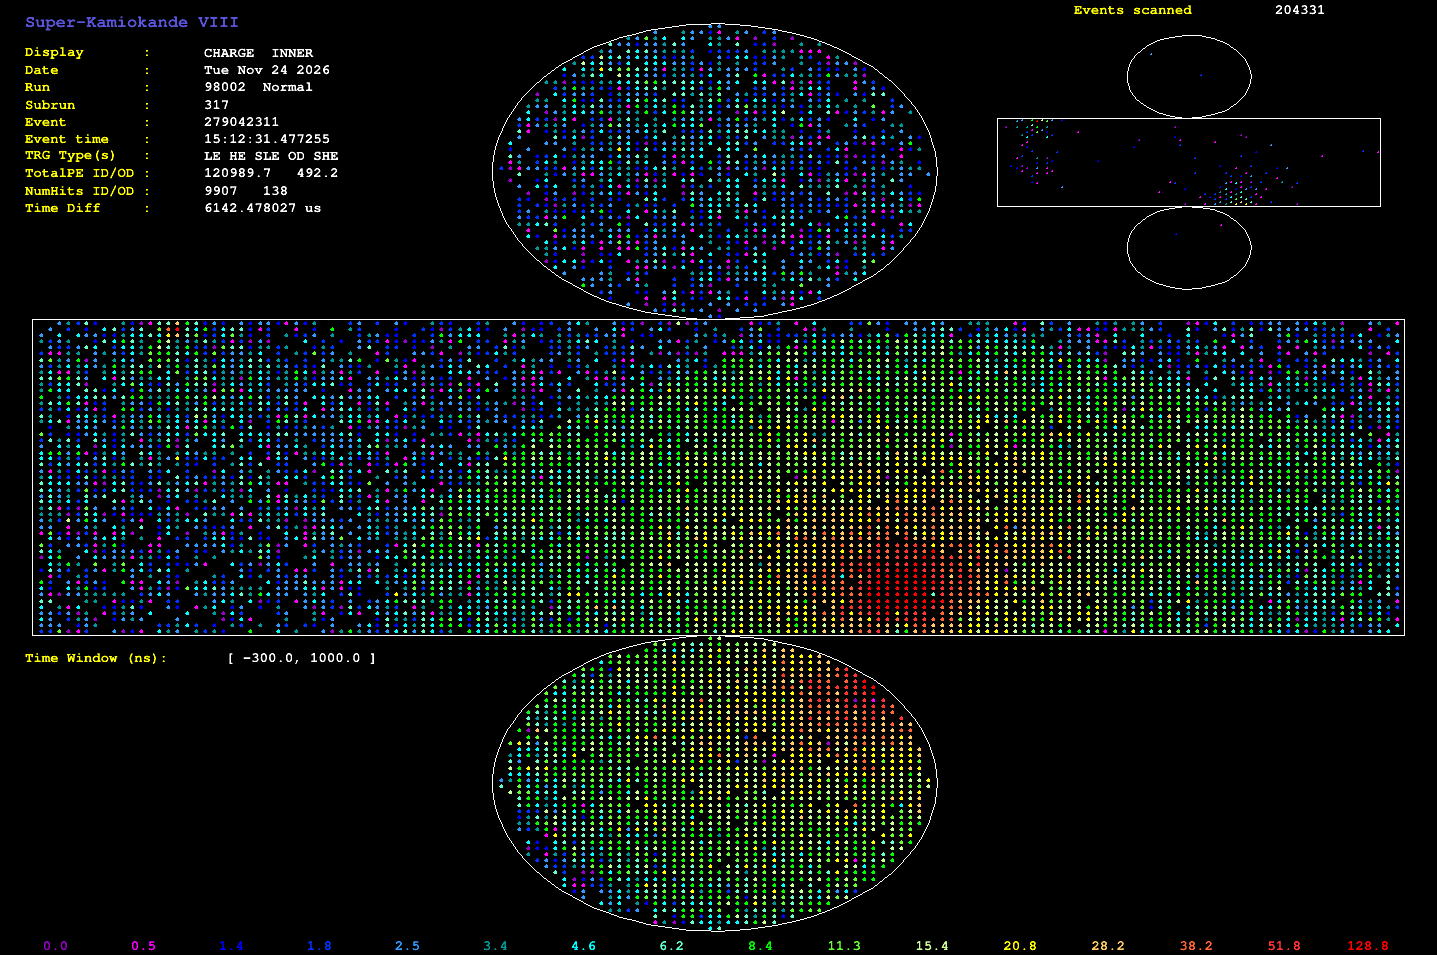 Super-Kamiokande VIII
Events scanned 204331
Display : CHARGE INNER
Date : Tue Nov 24 2026
Run : 98002 Normal
Subrun : 317
Event : 279042311
Event time : 15:12:31.477255
TRG Type(s) : LE HE SLE OD SHE
TotalPE ID/OD : 120989.7 492.2
NumHits ID/OD : 9907 138
Time Diff : 6142.478027 us
Time Window (ns): [ -300.0, 1000.0 ]
0.0 0.5 1.4 1.8 2.5 3.4 4.6 6.2 8.4 11.3 15.4 20.8 28.2 38.2 51.8 128.8